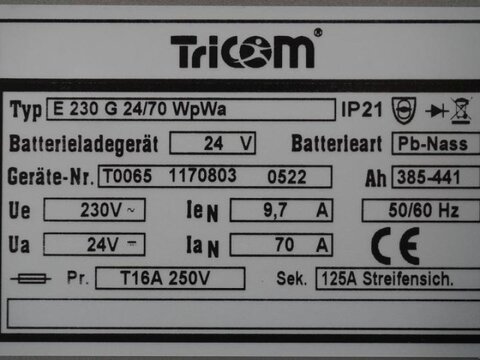 TriCOM®
Typ E 230 G 24/70 WpWa IP21
Batterieladegerät 24 V Batterieart Pb-Nass
Geräte-Nr. T0065 1170803 0522 Ah 385-441
Ue 230V ~ IeN 9,7 A 50/60 Hz
Ua 24V ⎓ IaN 70 A CE
Pr. T16A 250V Sek. 125A Streifensich.